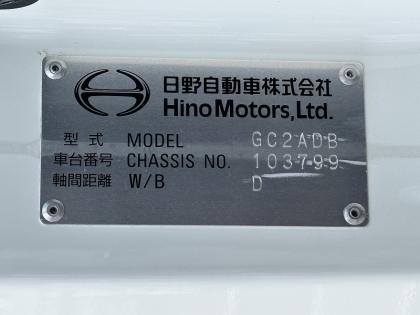 日野自動車株式会社
Hino Motors, Ltd.
型式 MODEL GC2ADB
車台番号 CHASSIS NO. 103799
軸間距離 W/B D